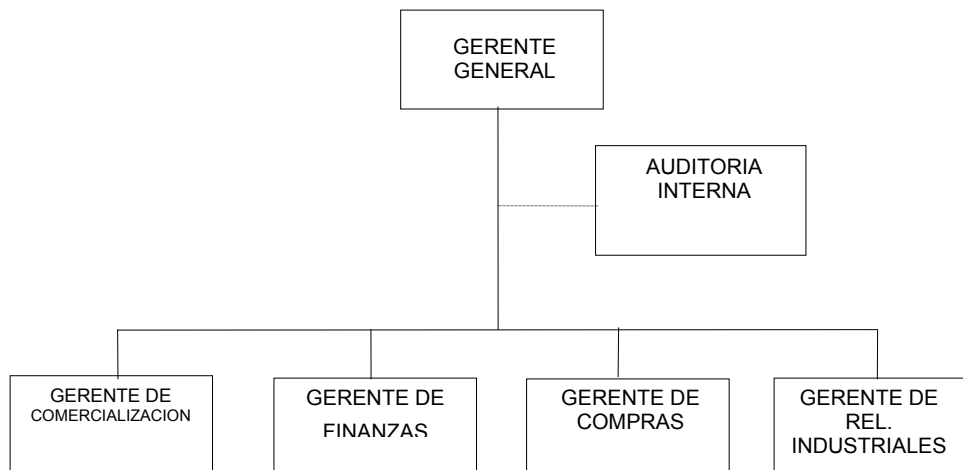 GERENTE
GENERAL
AUDITORIA
INTERNA
GERENTE DE
COMERCIALIZACION
GERENTE DE
FINANZAS
GERENTE DE
COMPRAS
GERENTE DE
REL.
INDUSTRIALES